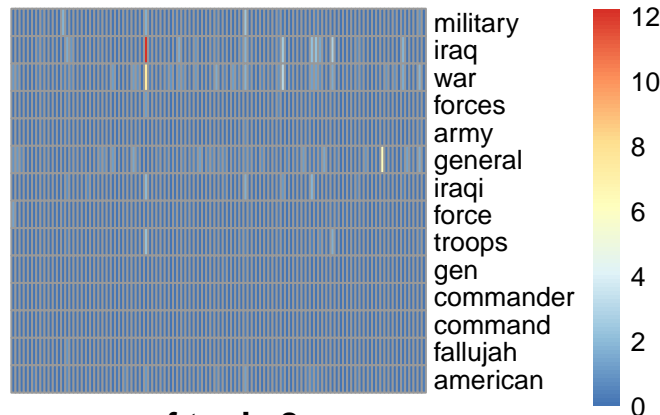 military
iraq
war
forces
army
general
iraqi
force
troops
gen
commander
command
fallujah
american
12
10
8
6
4
2
0